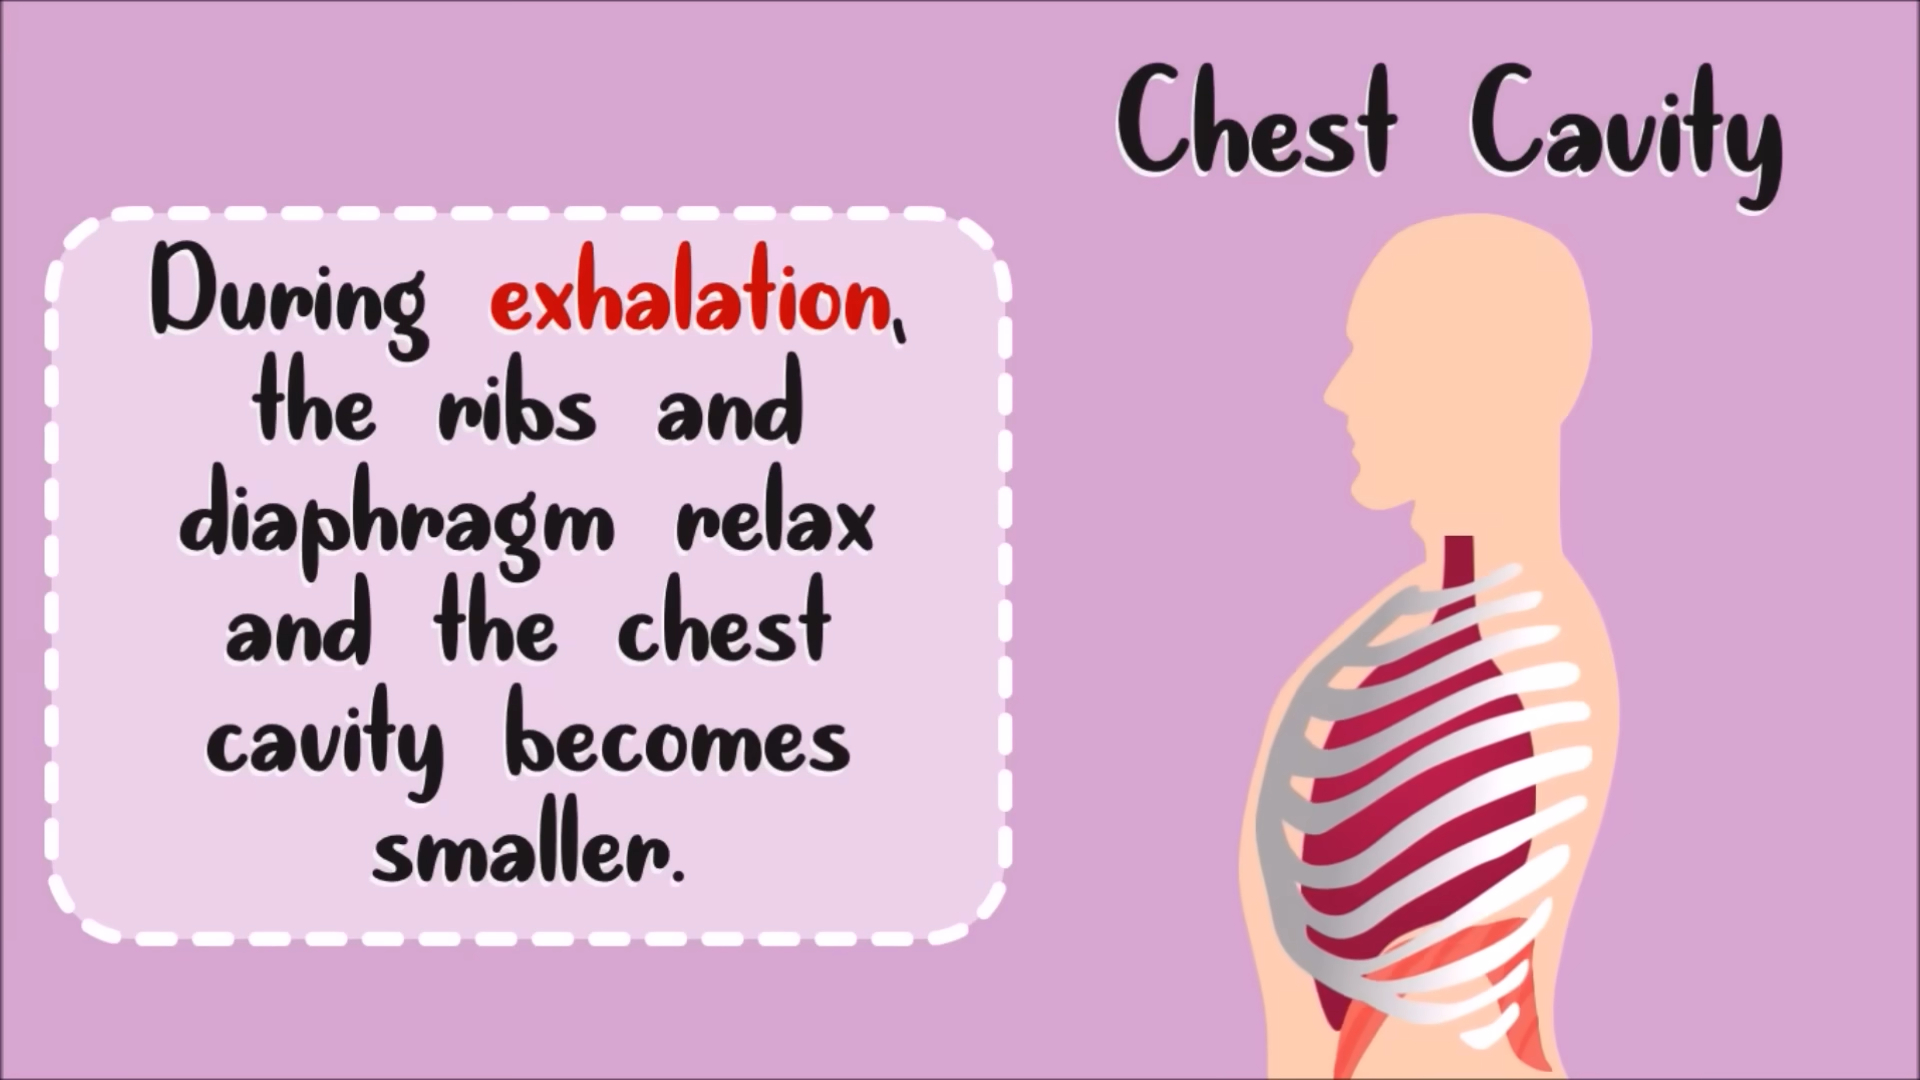 Chest Cavity
During exhalation,
the ribs and
diaphragm relax
and the chest
cavity becomes
smaller.